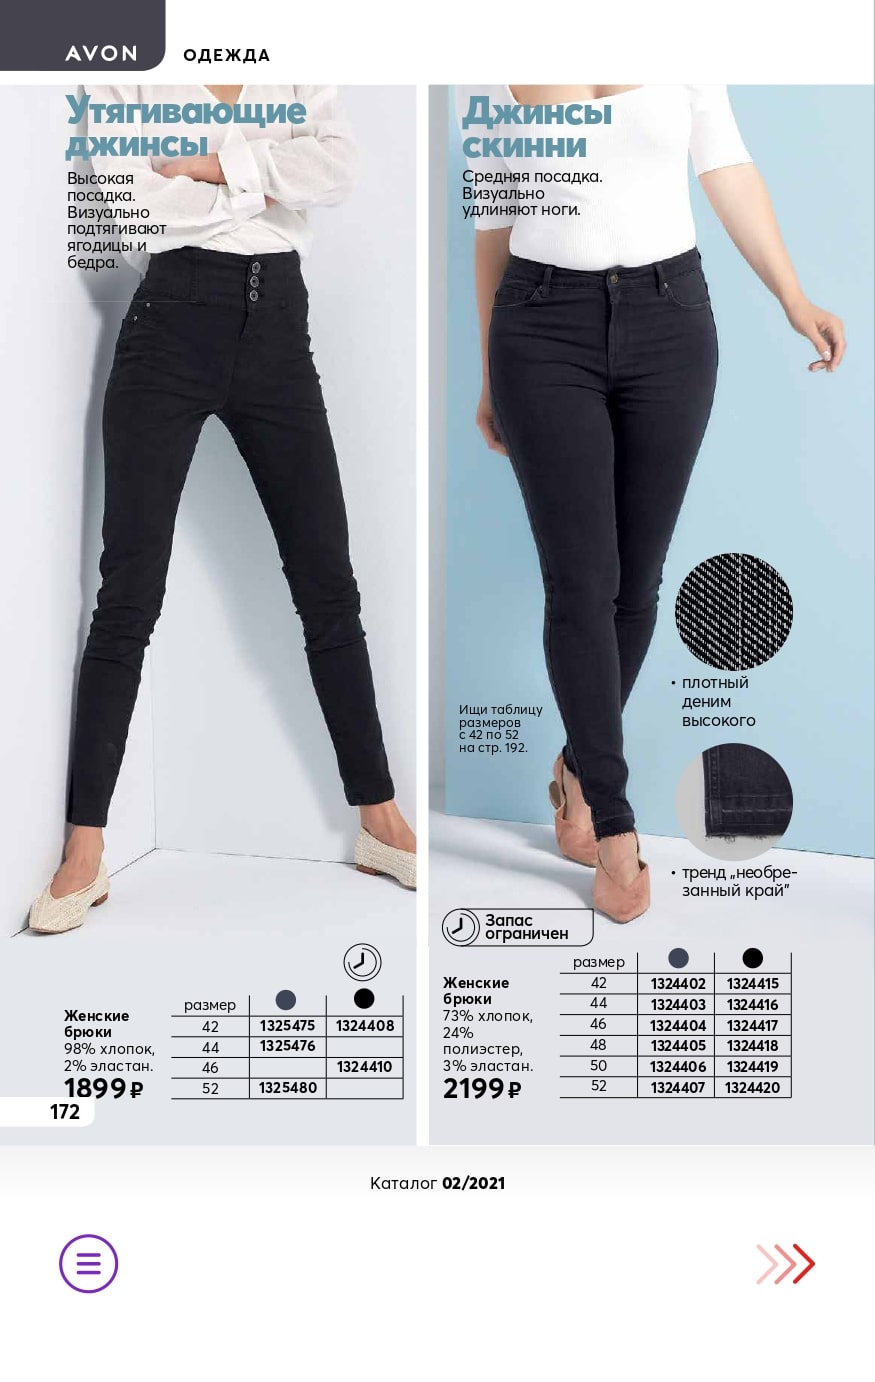 AVON
ОДЕЖДА
Утягивающие
джинсы
Высокая
посадка.
Визуально
подтягивают
ягодицы и
бедра.
Джинсы
скинни
Средняя посадка.
Визуально
удлиняют ноги.
• плотный
деним
высокого
Ищи таблицу
размеров
с 42 по 52
на стр. 192.
• тренд „необре-
занный край”
Женские
брюки
98% хлопок,
2% эластан.
1899 ₽
размер
42 1325475 1324408
44 1325476
46 1324410
52 1325480
Запас
ограничен
Женские
брюки
73% хлопок,
24%
полиэстер,
3% эластан.
2199 ₽
размер
42 1324402 1324415
44 1324403 1324416
46 1324404 1324417
48 1324405 1324418
50 1324406 1324419
52 1324407 1324420
172
Каталог 02/2021